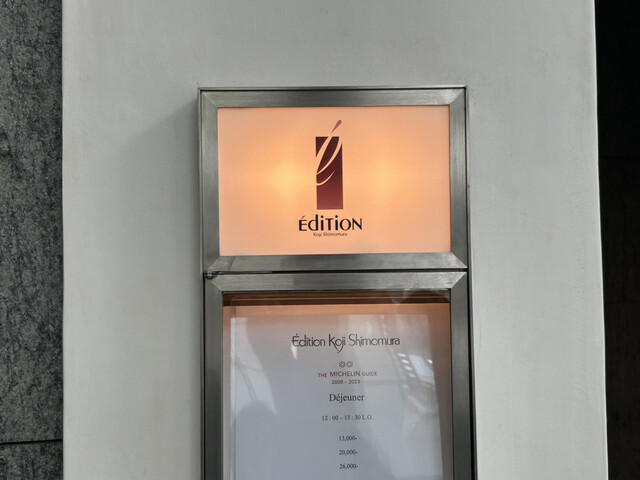 é
ÉdiTiON
Koji Shimomura
Édition Koji Shimomura
THE MICHELIN GUIDE
2008 - 2023
Déjeuner
12 : 00 – 13 : 30 L.O.
13,000-
20,000-
26,000-